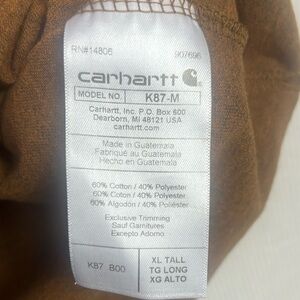 RN#14806 907696
carhartt
MODEL NO. K87-M
Carhartt, Inc. P.O. Box 600
Dearborn, MI 48121 USA
carhartt.com
Made in Guatemala
Fabriqué au Guatemala
Hecho en Guatemala
60% Cotton / 40% Polyester
60% Cotton / 40% Polyester
60% Algodón / 40% Poliéster
Exclusive Trimming
Sauf Garnitures
Excepto Adorno
K87 B00
XL TALL
TG LONG
XG ALTO